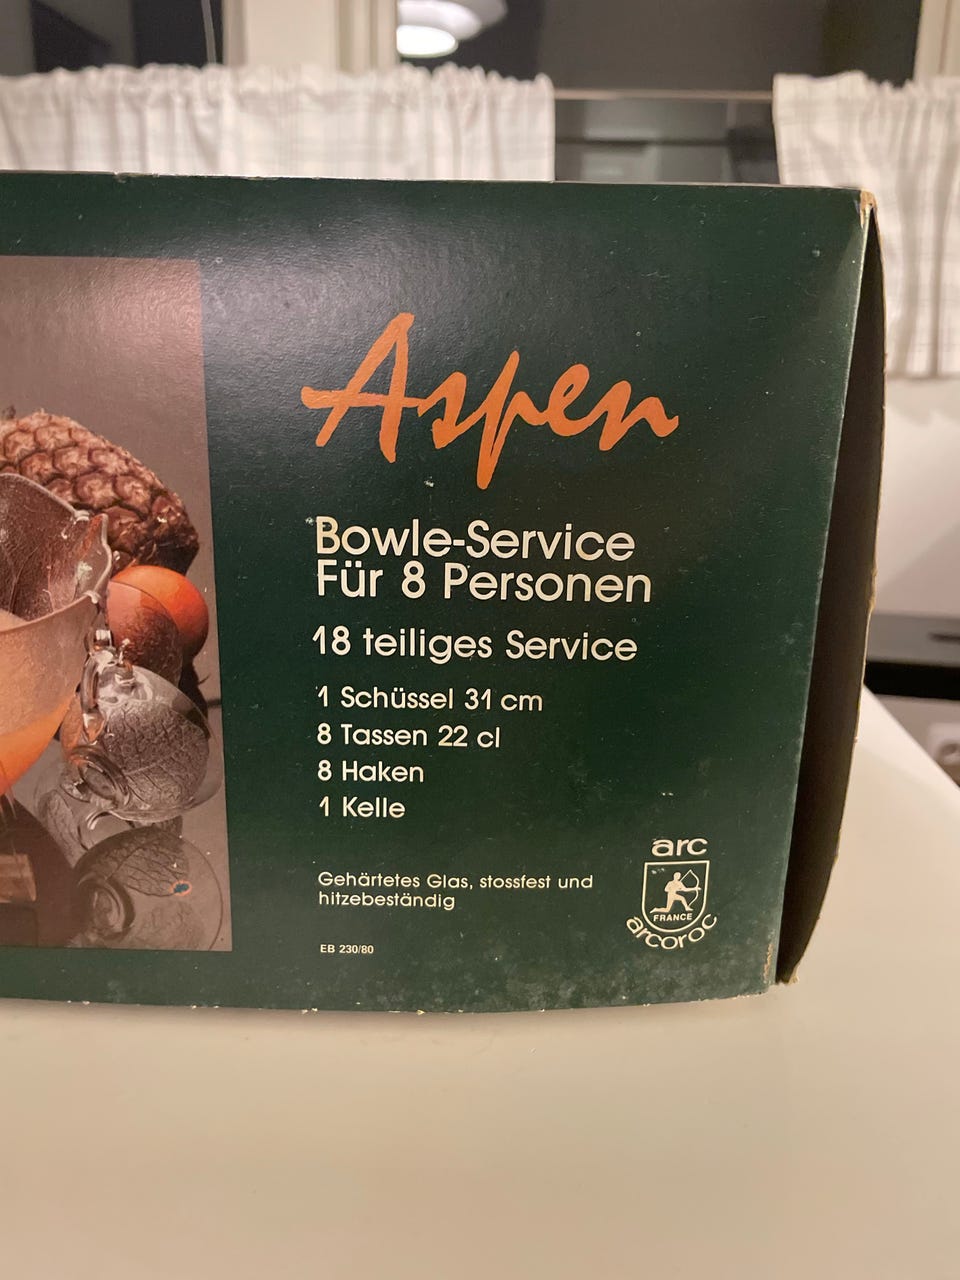 Aspen
Bowle-Service
Für 8 Personen
18 teiliges Service
1 Schüssel 31 cm
8 Tassen 22 cl
8 Haken
1 Kelle
Gehärtetes Glas, stossfest und
hitzebeständig
EB 230/80
arc
FRANCE
arcoroc